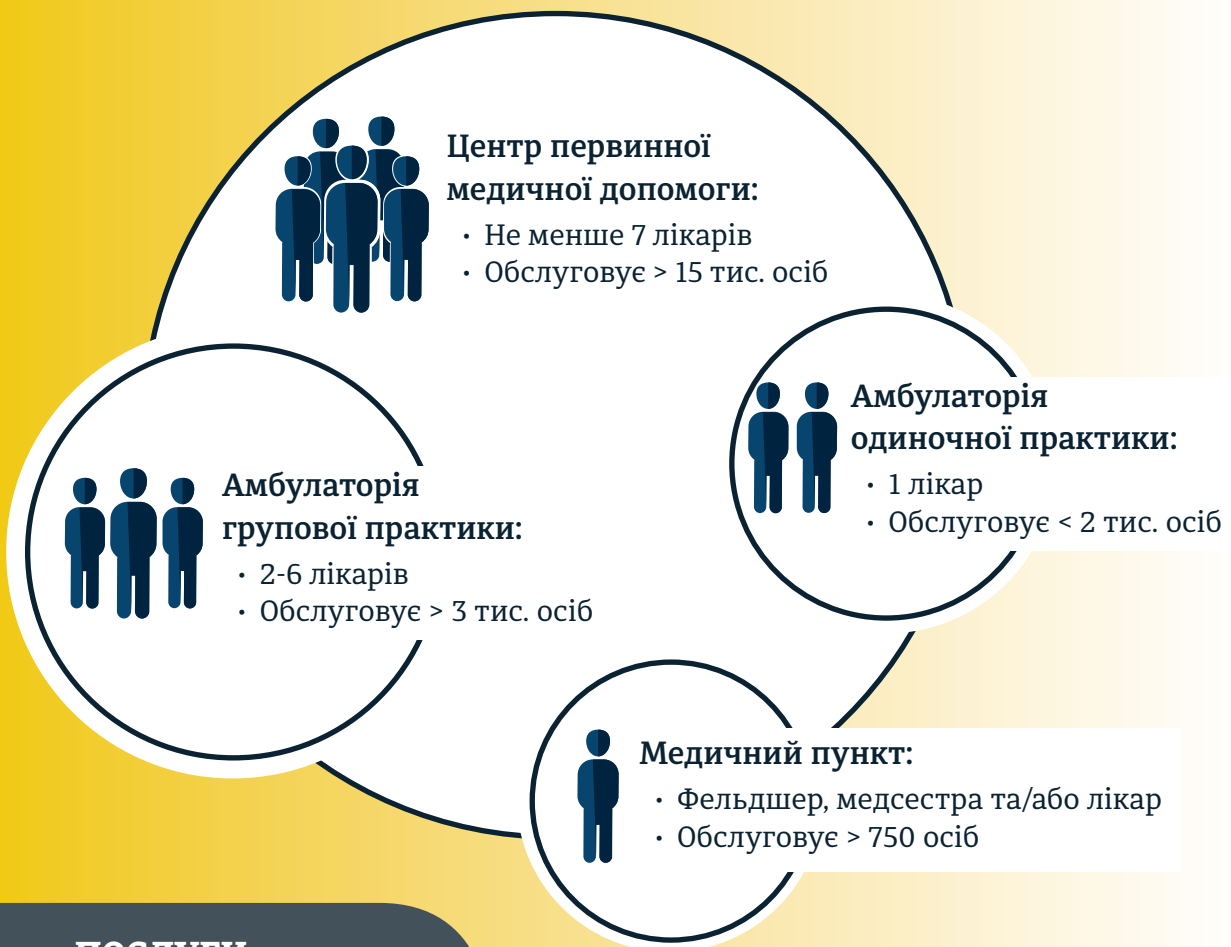 Центр первинної
медичної допомоги:
· Не менше 7 лікарів
· Обслуговує > 15 тис. осіб
Амбулаторія
одиночної практики:
· 1 лікар
· Обслуговує < 2 тис. осіб
Амбулаторія
групової практики:
· 2-6 лікарів
· Обслуговує > 3 тис. осіб
Медичний пункт:
· Фельдшер, медсестра та/або лікар
· Обслуговує > 750 осіб
ПОСЛУГИ